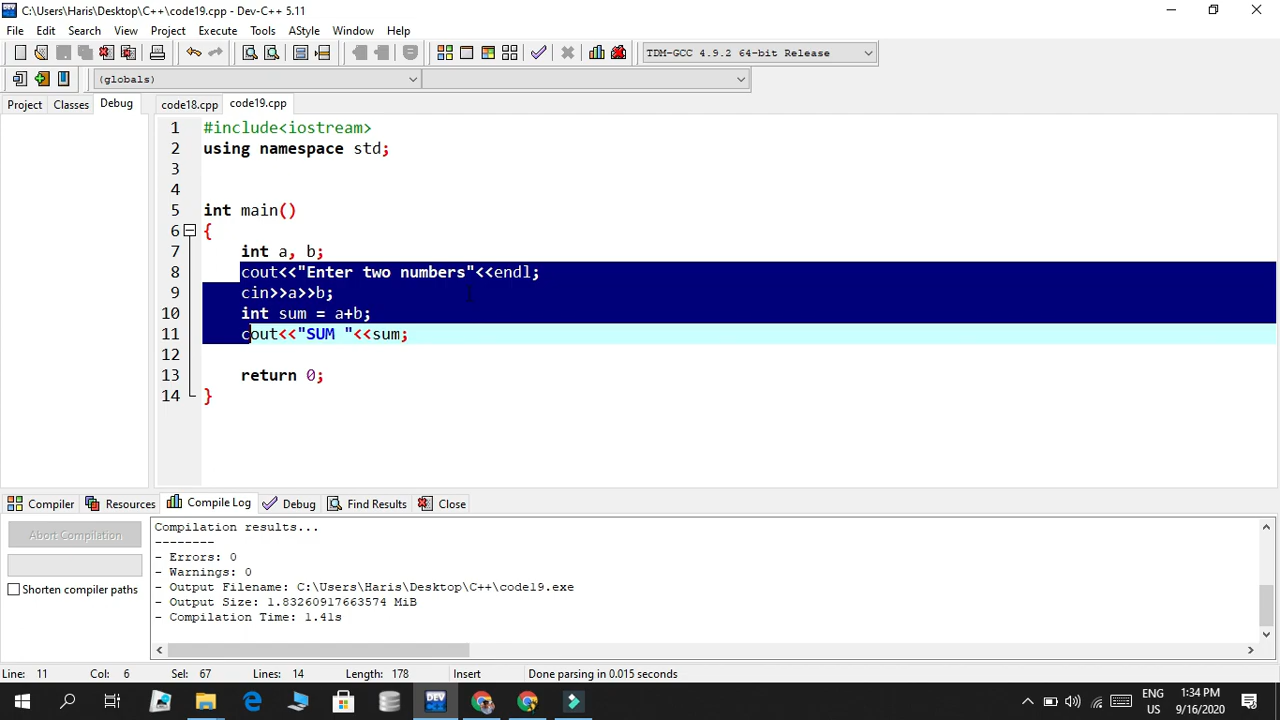 C:\Users\Haris\Desktop\C++\code19.cpp - Dev-C++ 5.11
File Edit Search View Project Execute Tools AStyle Window Help
TDM-GCC 4.9.2 64-bit Release
(globals)
Project Classes Debug
code18.cpp code19.cpp
1 #include<iostream>
2 using namespace std;
3
4
5 int main()
6 {
7 int a, b;
8 cout<<"Enter two numbers"<<endl;
9 cin>>a>>b;
10 int sum = a+b;
11 cout<<"SUM "<<sum;
12
13 return 0;
14 }
Compiler Resources Compile Log Debug Find Results Close
Abort Compilation
Shorten compiler paths
Compilation results...
--------
- Errors: 0
- Warnings: 0
- Output Filename: C:\Users\Haris\Desktop\C++\code19.exe
- Output Size: 1.83260917663574 MiB
- Compilation Time: 1.41s
Line: 11 Col: 6 Sel: 67 Lines: 14 Length: 178 Insert Done parsing in 0.015 seconds
DEV
ENG
US
1:34 PM
9/16/2020